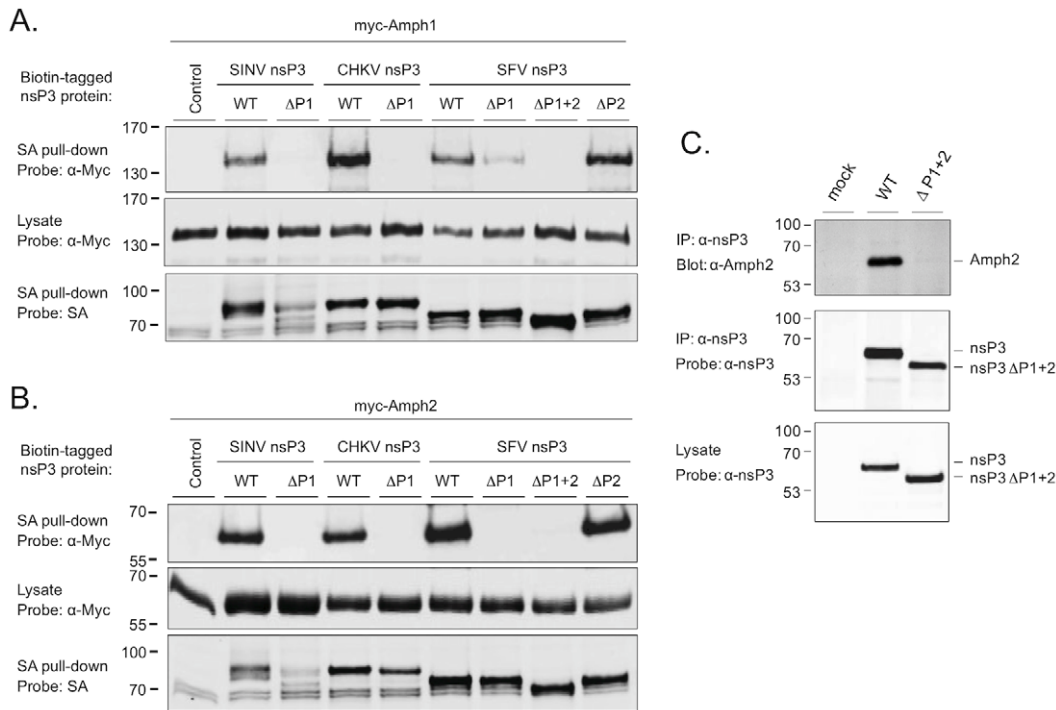 A.
myc-Amph1
Biotin-tagged
nsP3 protein:
Control
SINV nsP3
CHKV nsP3
SFV nsP3
WT ΔP1 WT ΔP1 WT ΔP1 ΔP1+2 ΔP2
SA pull-down
Probe: α-Myc
170
130
Lysate
Probe: α-Myc
170
130
SA pull-down
Probe: SA
100
70
B.
myc-Amph2
Biotin-tagged
nsP3 protein:
Control
SINV nsP3
CHKV nsP3
SFV nsP3
WT ΔP1 WT ΔP1 WT ΔP1 ΔP1+2 ΔP2
SA pull-down
Probe: α-Myc
70
55
Lysate
Probe: α-Myc
70
55
SA pull-down
Probe: SA
100
70
C.
mock
WT
Δ P1+2
IP: α-nsP3
Blot: α-Amph2
100
70
53
Amph2
IP: α-nsP3
Probe: α-nsP3
100
70
53
nsP3
nsP3 ΔP1+2
Lysate
Probe: α-nsP3
100
70
53
nsP3
nsP3 ΔP1+2